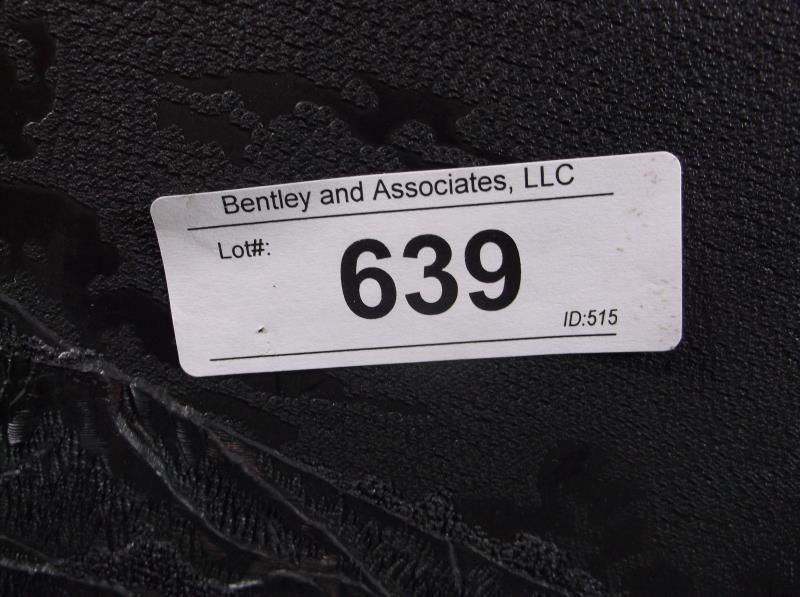 Bentley and Associates, LLC
Lot#:
639
ID:515